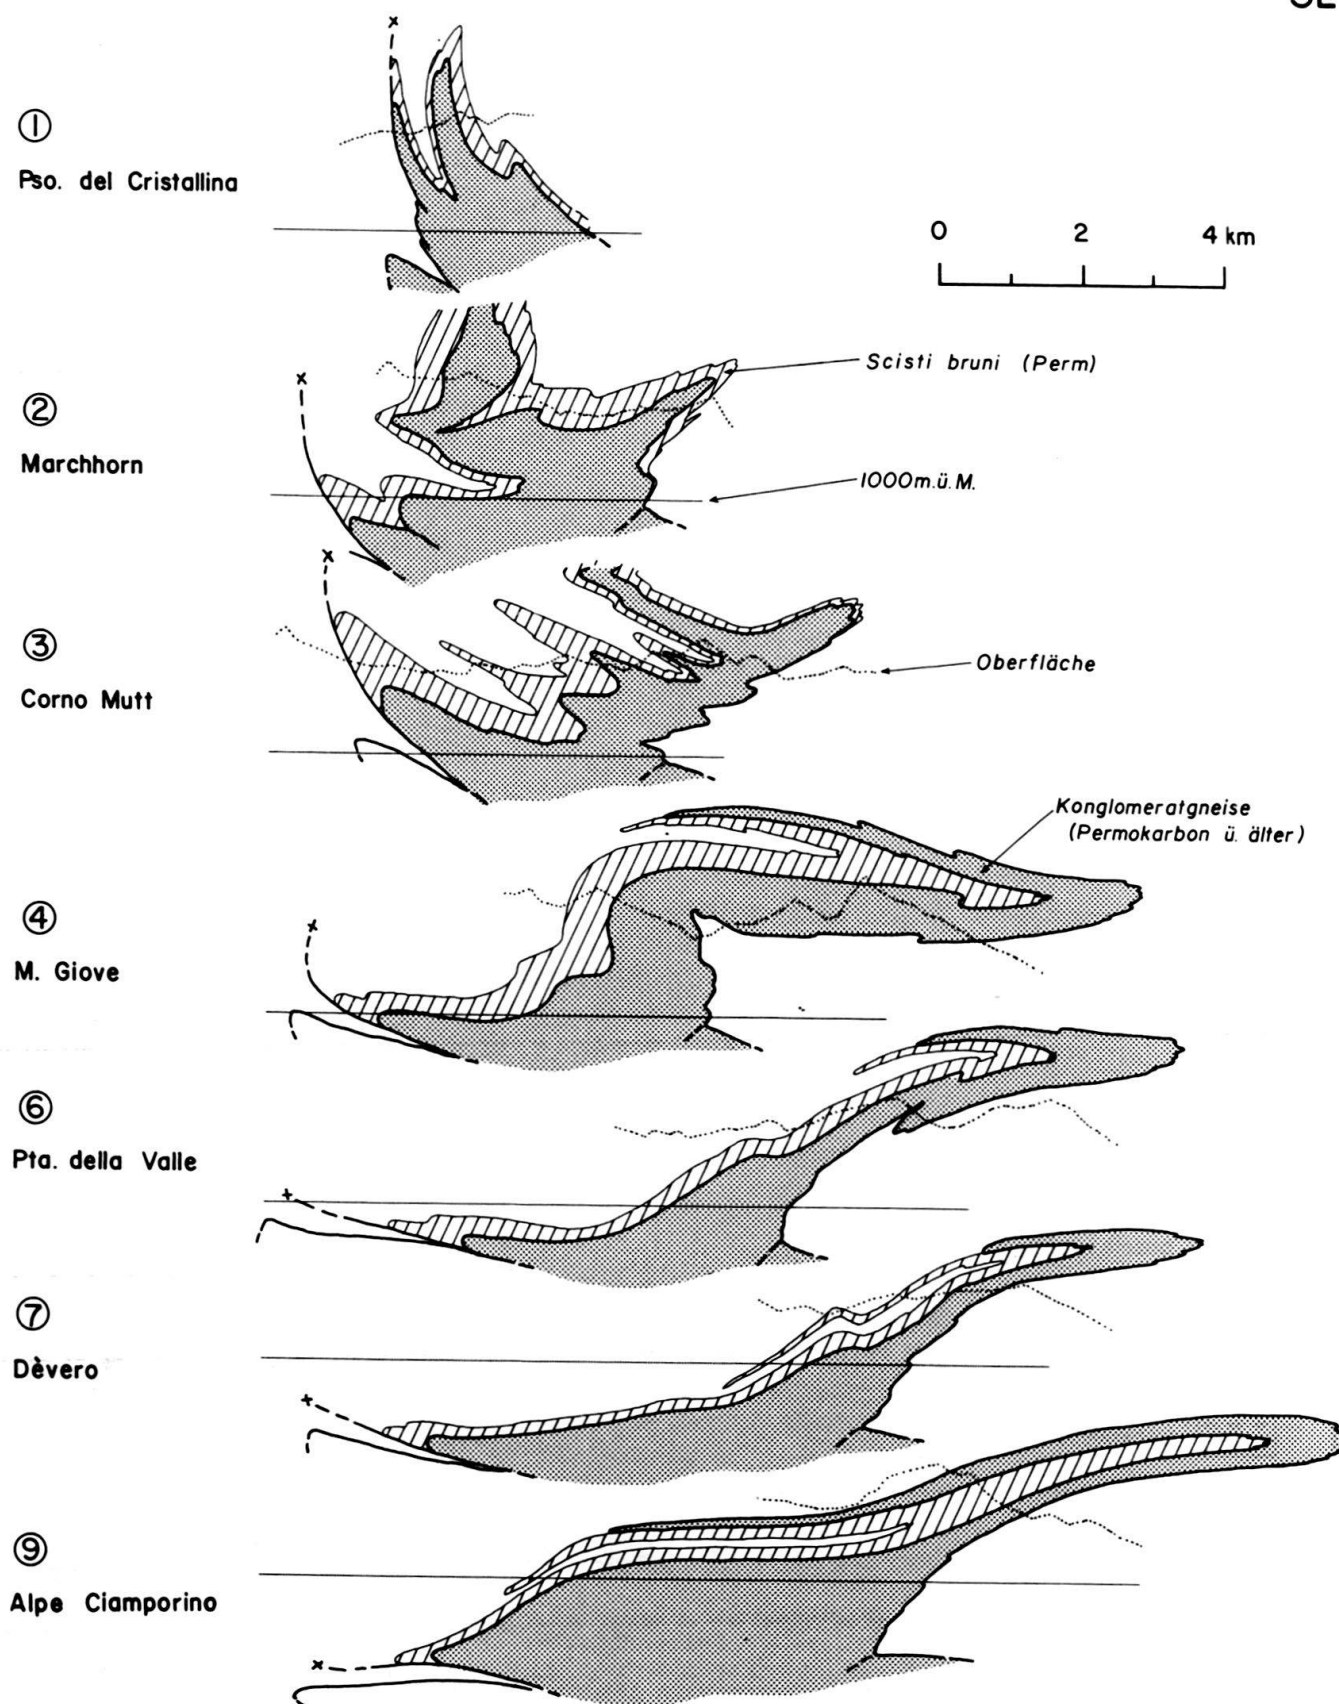 ①
Pso. del Cristallina
0 2 4 km
Scisti bruni (Perm)
②
Marchhorn
1000m.ü.M.
③
Corno Mutt
Oberfläche
Konglomeratgneise
(Permokarbon ü. älter)
④
M. Giove
⑥
Pta. della Valle
⑦
Dèvero
⑨
Alpe Ciamporino